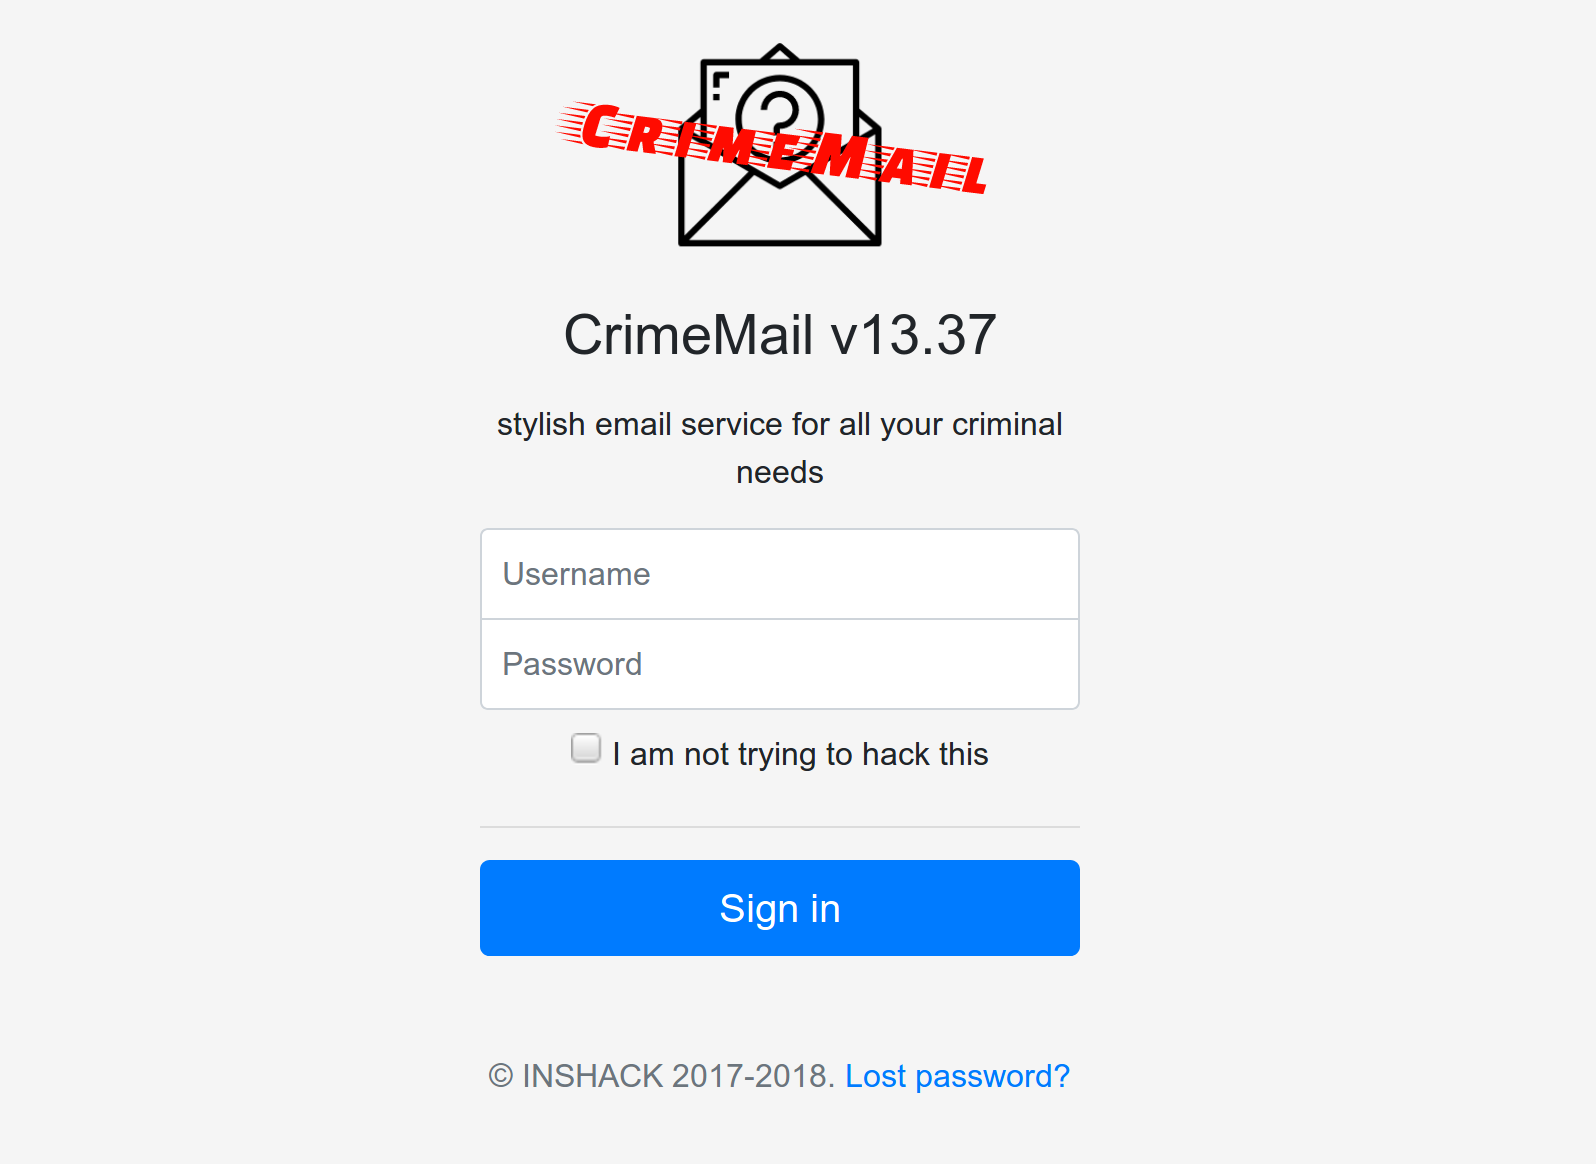 CrimeMail
CrimeMail v13.37
stylish email service for all your criminal
needs
Username
Password
I am not trying to hack this
Sign in
© INSHACK 2017-2018. Lost password?